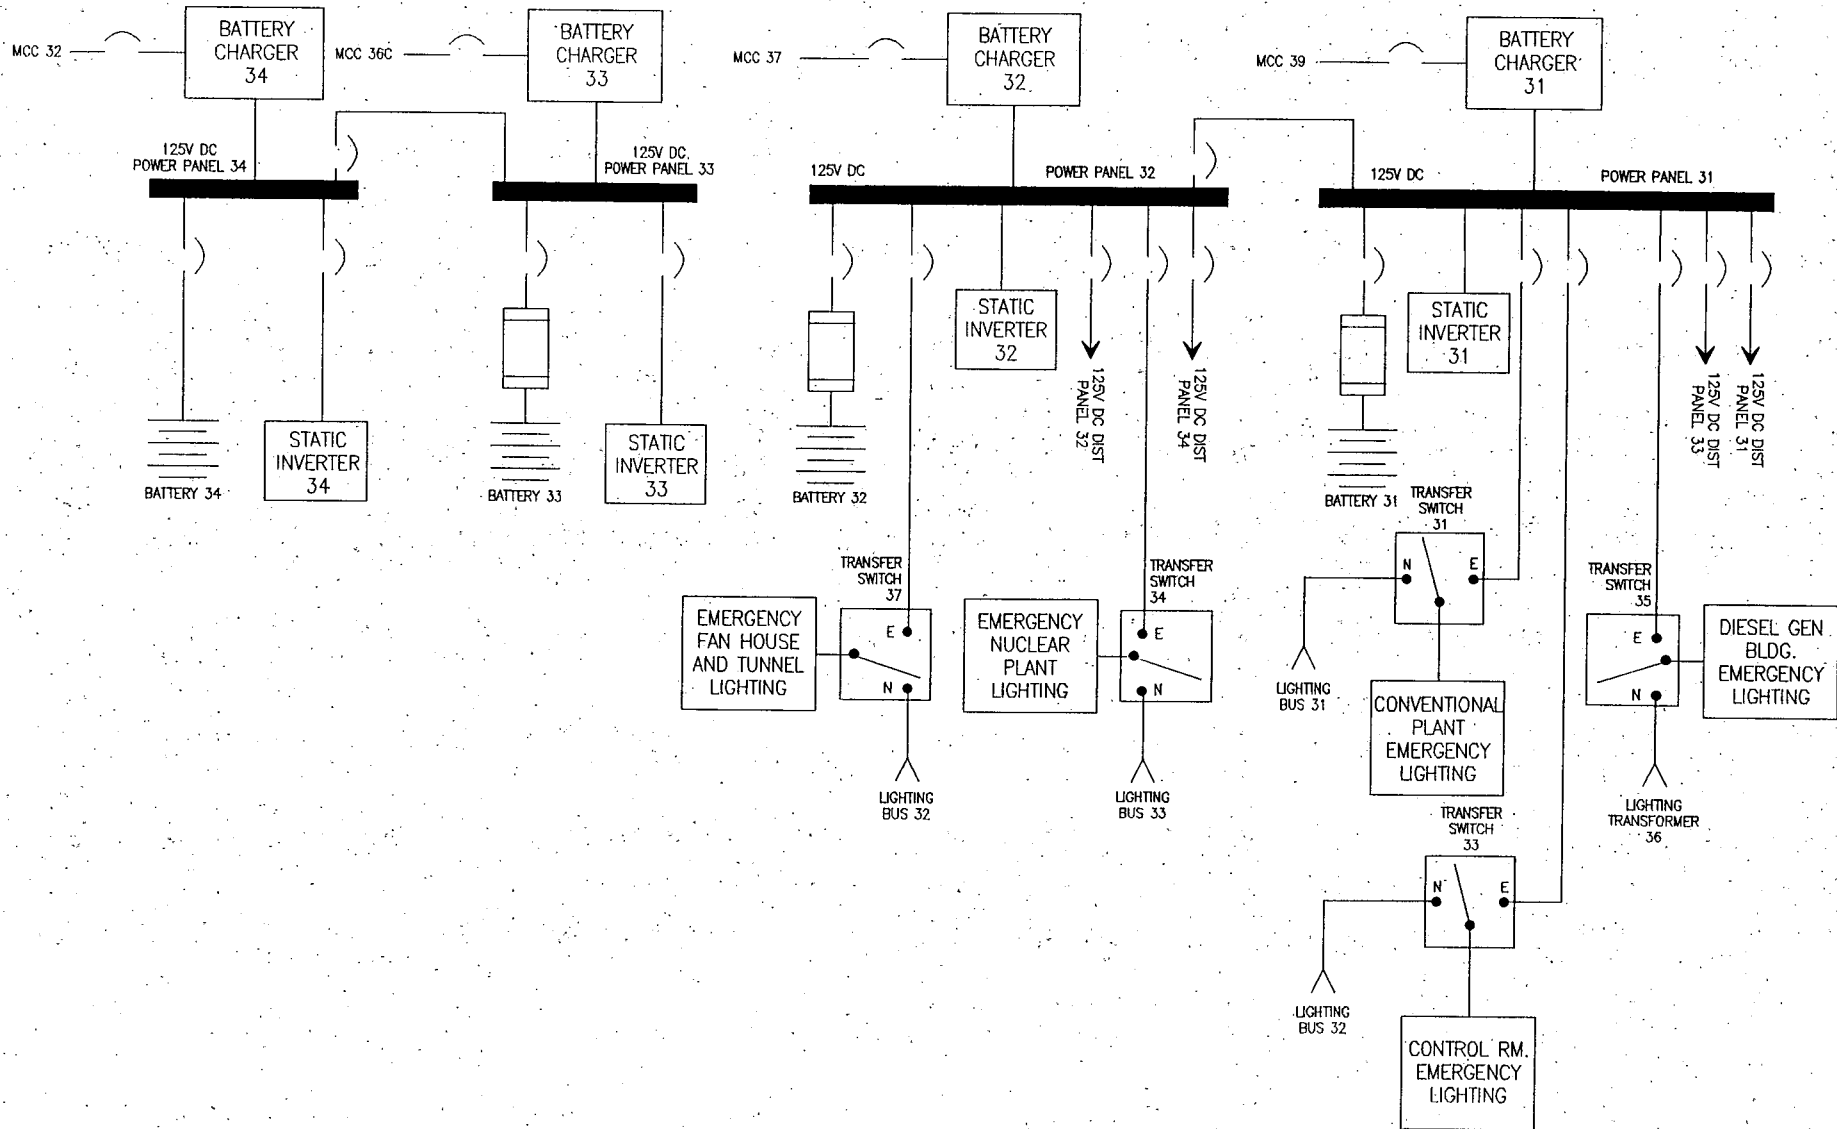 MCC 32
BATTERY
CHARGER
34
MCC 36C
BATTERY
CHARGER
33
MCC 37
BATTERY
CHARGER
32
MCC 39
BATTERY
CHARGER
31
125V DC
POWER PANEL 34
125V DC
POWER PANEL 33
125V DC
POWER PANEL 32
125V DC
POWER PANEL 31
BATTERY 34
STATIC
INVERTER
34
BATTERY 33
STATIC
INVERTER
33
BATTERY 32
STATIC
INVERTER
32
125V DC DIST
PANEL 32
125V DC DIST
PANEL 34
BATTERY 31
STATIC
INVERTER
31
125V DC DIST
PANEL 33
125V DC DIST
PANEL 31
TRANSFER
SWITCH
37
E
N
EMERGENCY
FAN HOUSE
AND TUNNEL
LIGHTING
LIGHTING
BUS 32
TRANSFER
SWITCH
34
E
N
EMERGENCY
NUCLEAR
PLANT
LIGHTING
LIGHTING
BUS 33
TRANSFER
SWITCH
31
N E
LIGHTING
BUS 31
CONVENTIONAL
PLANT
EMERGENCY
LIGHTING
TRANSFER
SWITCH
35
E
N
DIESEL GEN
BLDG.
EMERGENCY
LIGHTING
LIGHTING
TRANSFORMER
36
TRANSFER
SWITCH
33
N E
LIGHTING
BUS 32
CONTROL RM.
EMERGENCY
LIGHTING